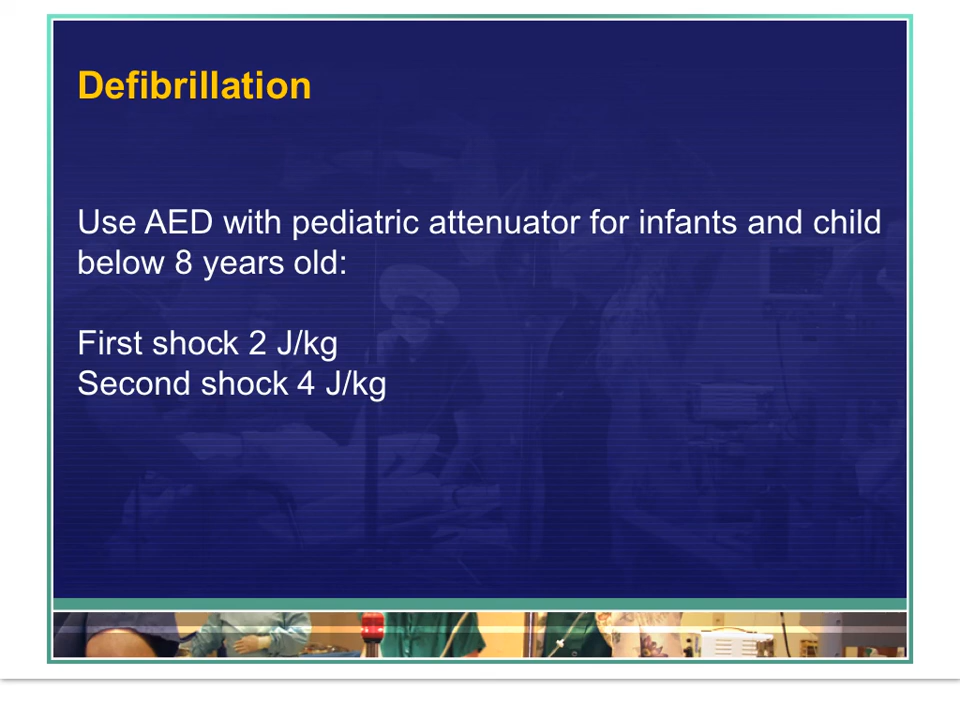 Defibrillation
Use AED with pediatric attenuator for infants and child
below 8 years old:
First shock 2 J/kg
Second shock 4 J/kg